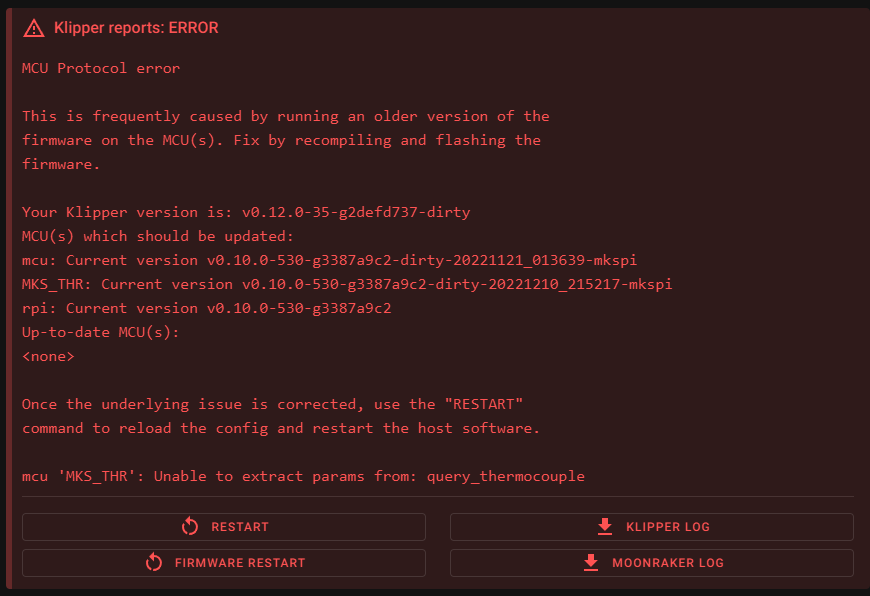 Klipper reports: ERROR
MCU Protocol error
This is frequently caused by running an older version of the
firmware on the MCU(s). Fix by recompiling and flashing the
firmware.
Your Klipper version is: v0.12.0-35-g2defd737-dirty
MCU(s) which should be updated:
mcu: Current version v0.10.0-530-g3387a9c2-dirty-20221121_013639-mkspi
MKS_THR: Current version v0.10.0-530-g3387a9c2-dirty-20221210_215217-mkspi
rpi: Current version v0.10.0-530-g3387a9c2
Up-to-date MCU(s):
<none>
Once the underlying issue is corrected, use the "RESTART"
command to reload the config and restart the host software.
mcu 'MKS_THR': Unable to extract params from: query_thermocouple
RESTART
KLIPPER LOG
FIRMWARE RESTART
MOONRAKER LOG